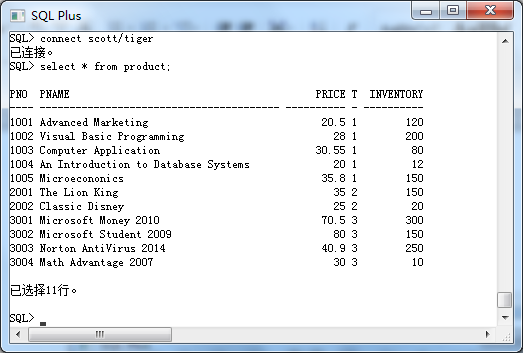 SQL Plus
SQL> connect scott/tiger
已连接。
SQL> select * from product;
PNO  PNAME                                    PRICE T  INVENTORY
---- ----------------------------------- ---------- - ----------
1001 Advanced Marketing                        20.5 1        120
1002 Visual Basic Programming                    28 1        200
1003 Computer Application                     30.55 1         80
1004 An Introduction to Database Systems         20 1         12
1005 Microeconomics                            35.8 1        150
2001 The Lion King                               35 2        150
2002 Classic Disney                              25 2         20
3001 Microsoft Money 2010                      70.5 3        300
3002 Microsoft Student 2009                      80 3        150
3003 Norton AntiVirus 2014                     40.9 3        250
3004 Math Advantage 2007                         30 3         10
已选择11行。
SQL>